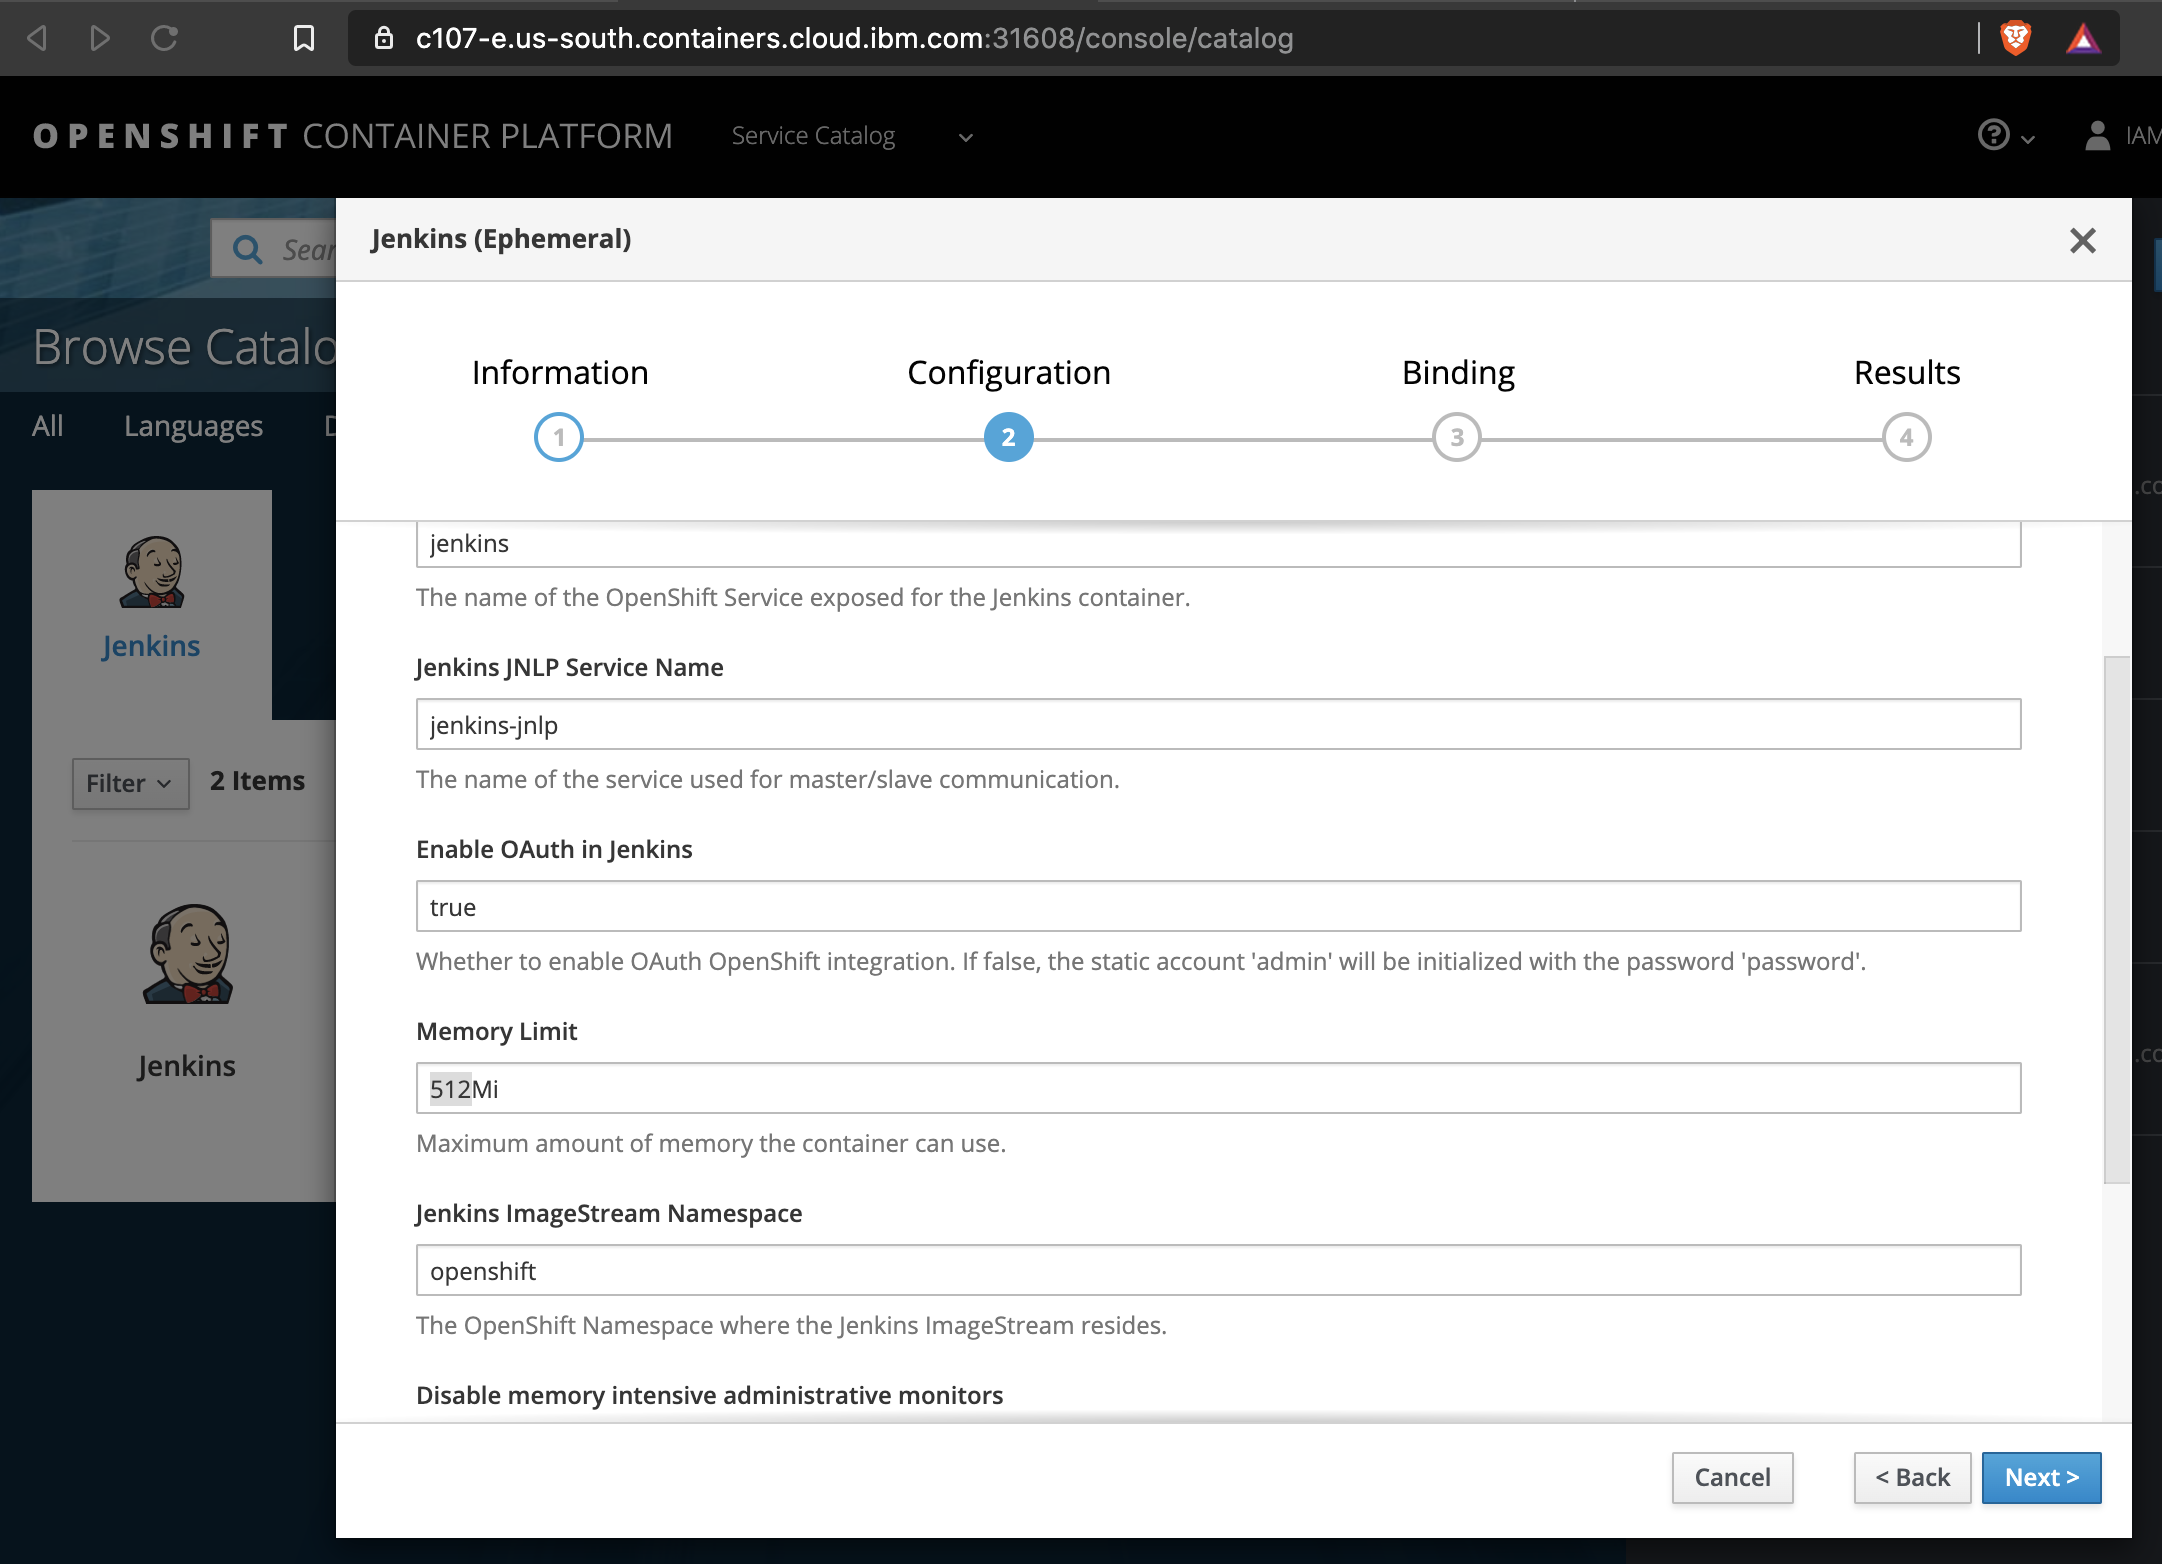 c107-e.us-south.containers.cloud.ibm.com:31608/console/catalog
OPENSHIFT CONTAINER PLATFORM
Service Catalog
IAM
Jenkins (Ephemeral)
Browse Catalo
All
Languages
Jenkins
Filter
2 Items
Jenkins
Information
Configuration
Binding
Results
1
2
3
4
jenkins
The name of the OpenShift Service exposed for the Jenkins container.
Jenkins JNLP Service Name
jenkins-jnlp
The name of the service used for master/slave communication.
Enable OAuth in Jenkins
true
Whether to enable OAuth OpenShift integration. If false, the static account 'admin' will be initialized with the password 'password'.
Memory Limit
512Mi
Maximum amount of memory the container can use.
Jenkins ImageStream Namespace
openshift
The OpenShift Namespace where the Jenkins ImageStream resides.
Disable memory intensive administrative monitors
Cancel
< Back
Next >